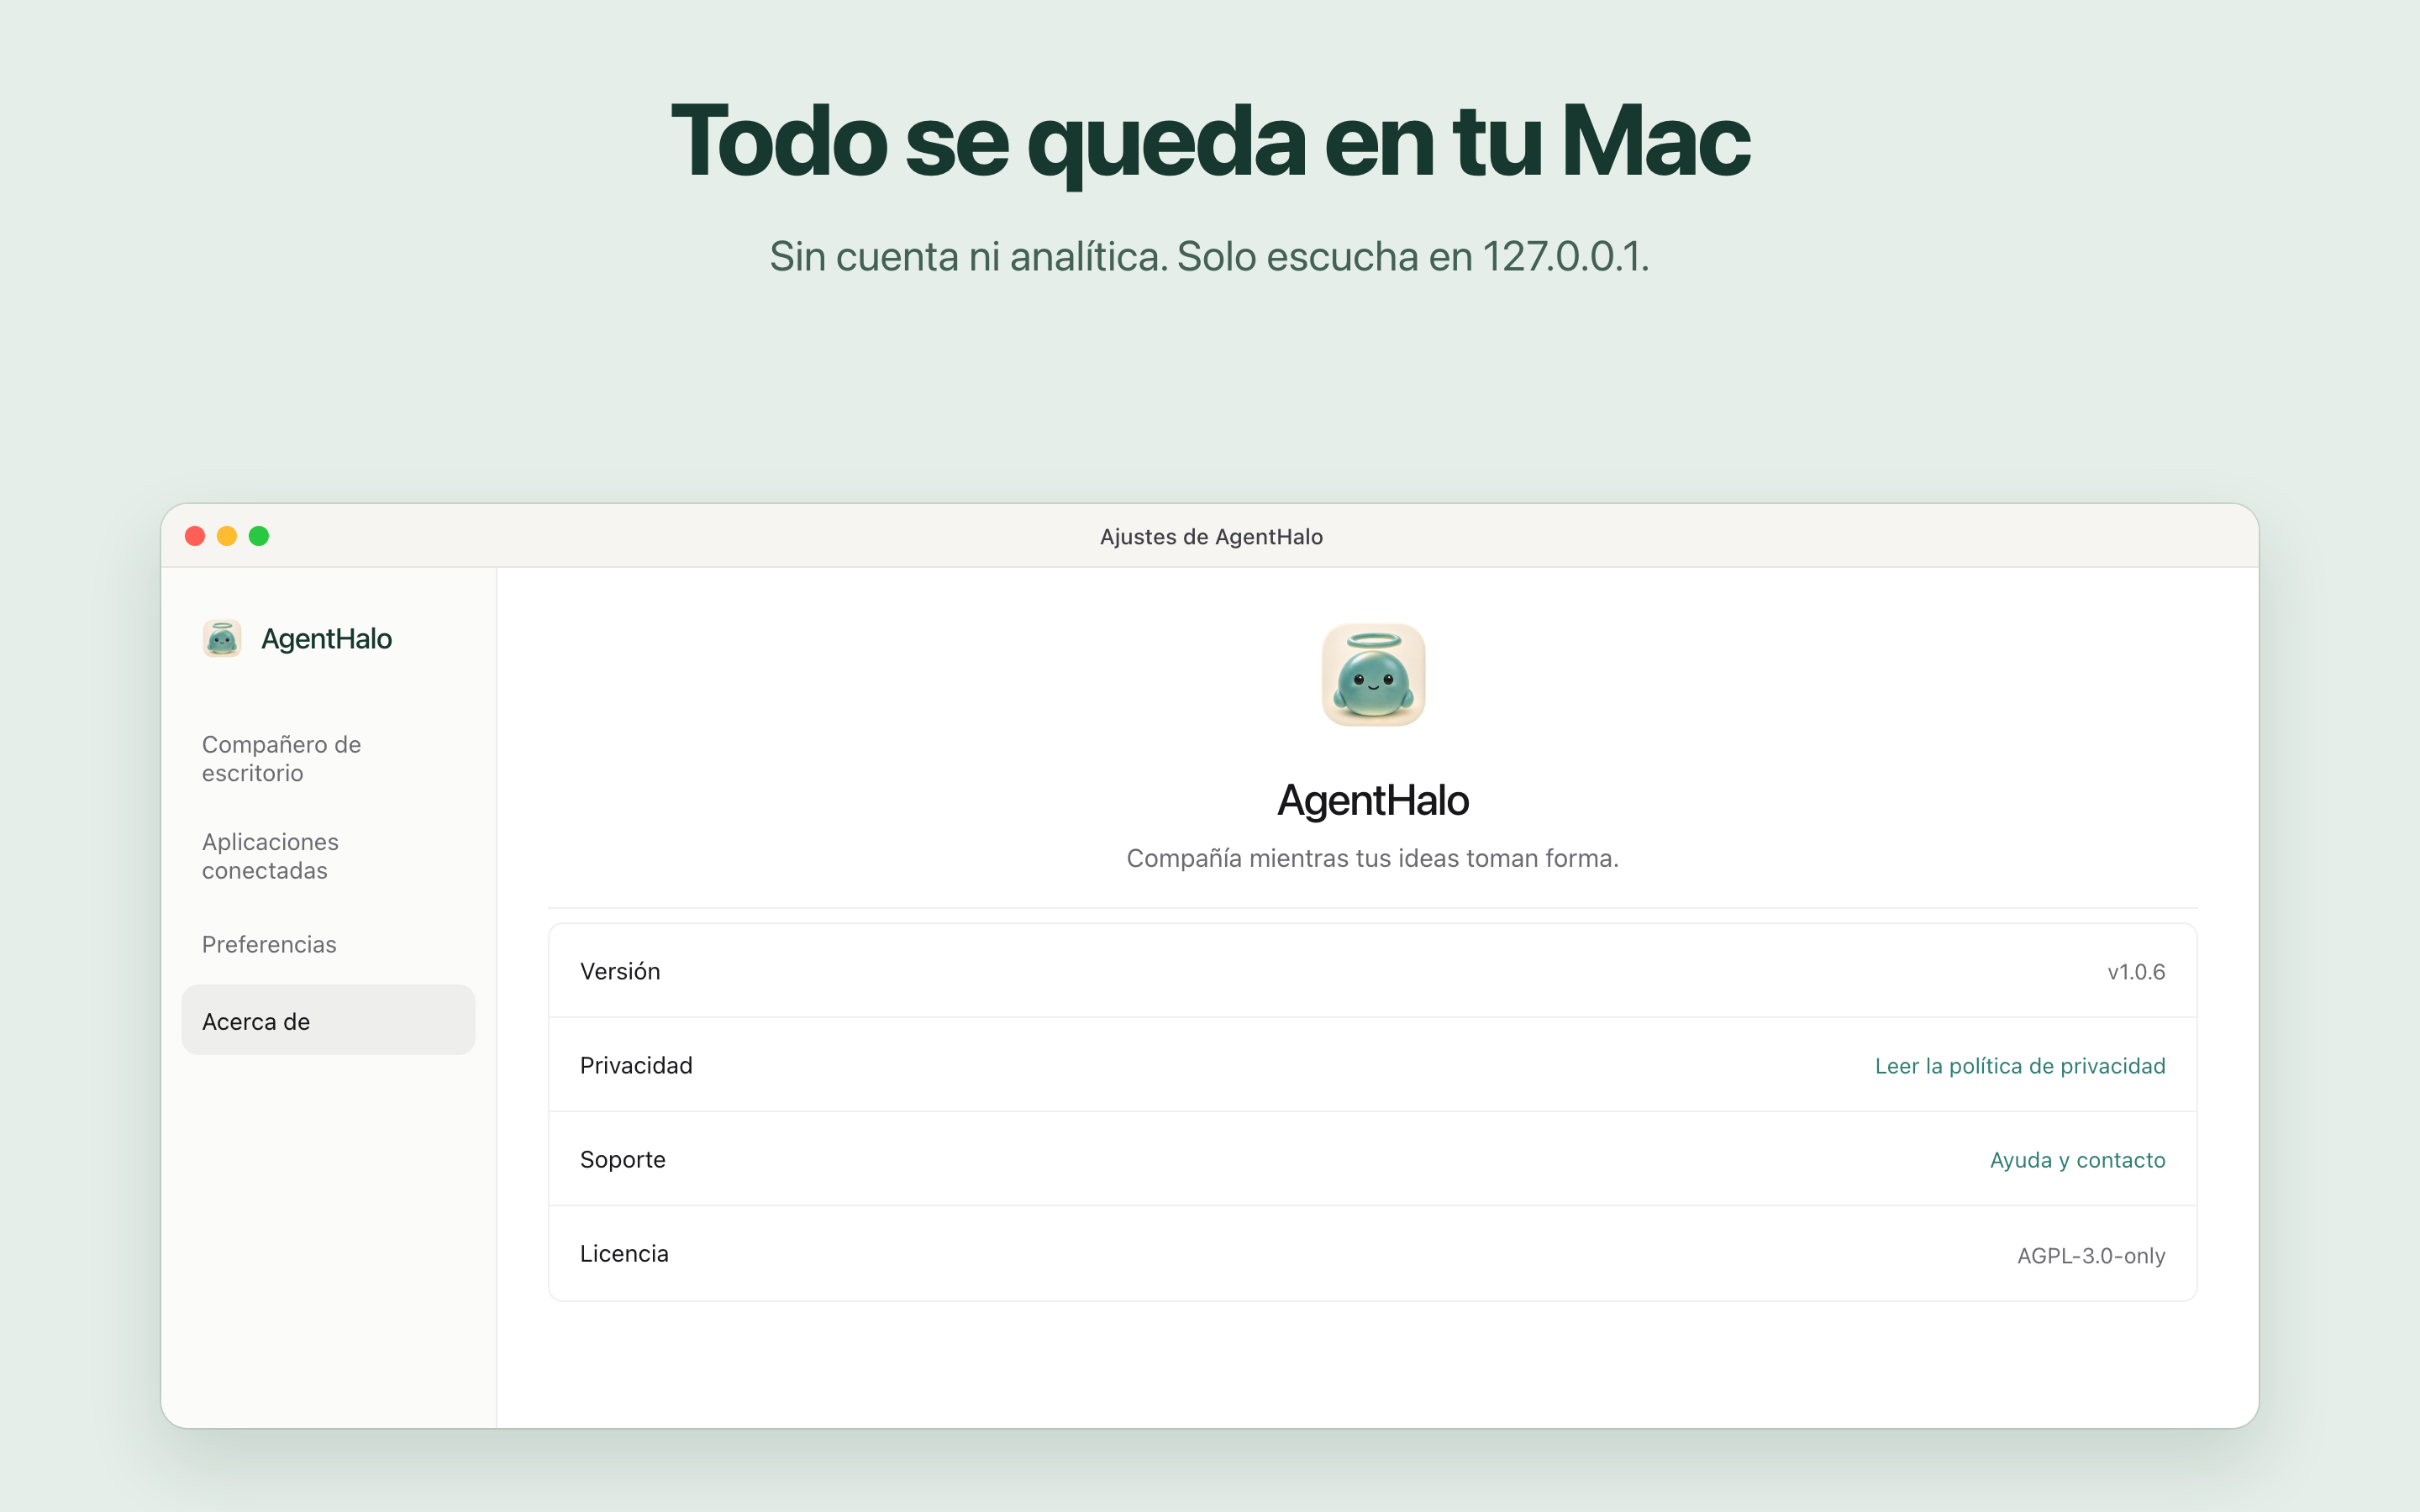 Todo se queda en tu Mac
Sin cuenta ni analítica. Solo escucha en 127.0.0.1.
Ajustes de AgentHalo
AgentHalo
Compañero de
escritorio
Aplicaciones
conectadas
Preferencias
Acerca de
AgentHalo
Compañía mientras tus ideas toman forma.
Versión
v1.0.6
Privacidad
Leer la política de privacidad
Soporte
Ayuda y contacto
Licencia
AGPL-3.0-only